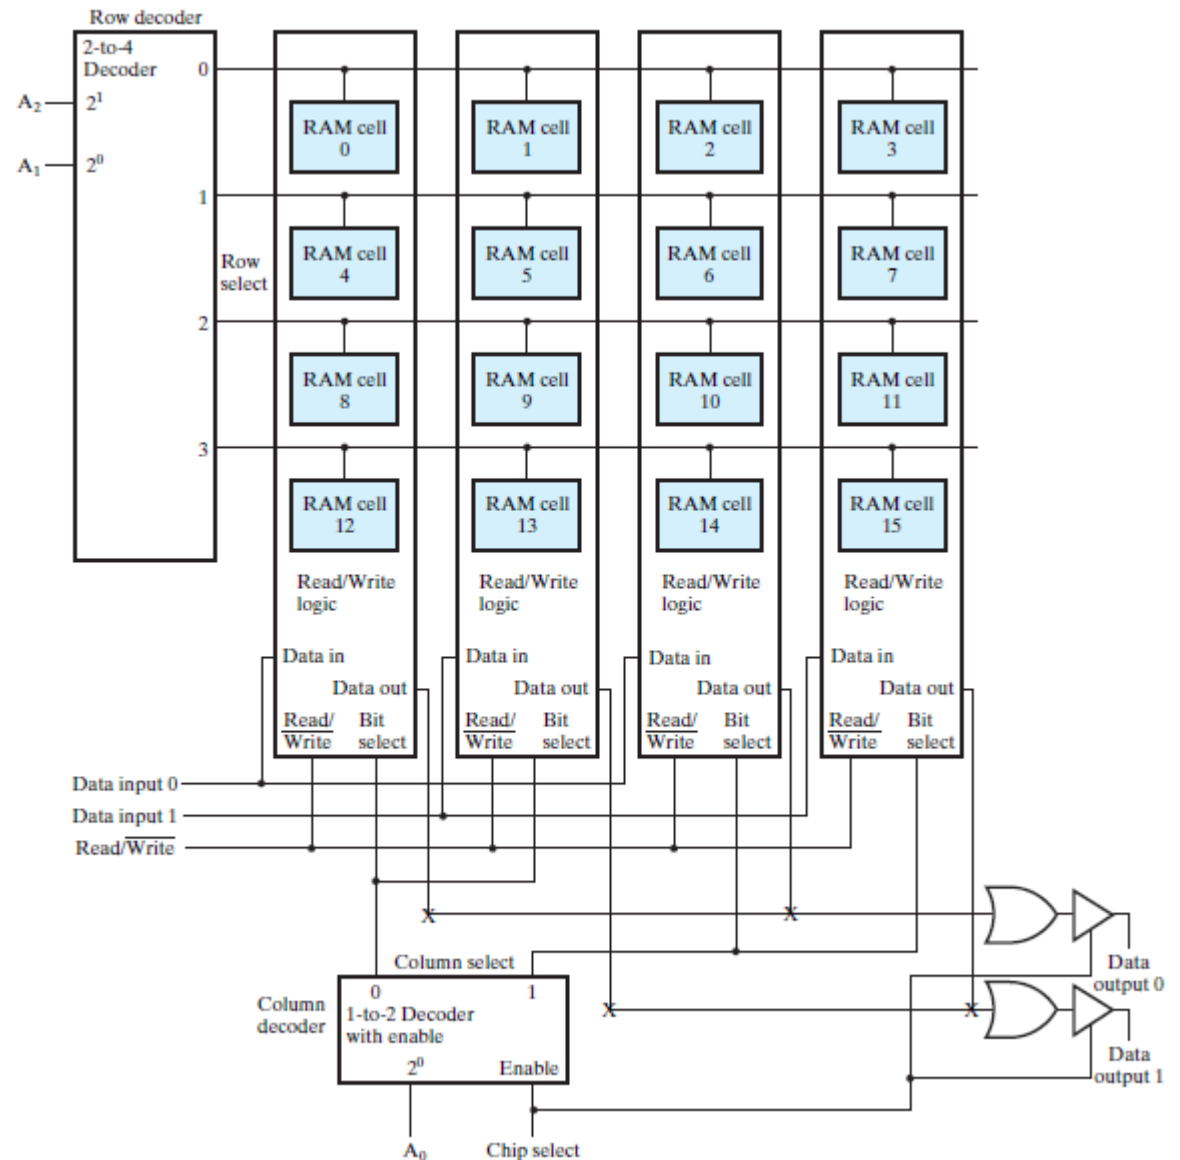 Row decoder
2-to-4
Decoder
0
A₂
2¹
A₁
2⁰
RAM cell
0
RAM cell
1
RAM cell
2
RAM cell
3
1
Row
select
RAM cell
4
RAM cell
5
RAM cell
6
RAM cell
7
2
RAM cell
8
RAM cell
9
RAM cell
10
RAM cell
11
3
RAM cell
12
RAM cell
13
RAM cell
14
RAM cell
15
Read/Write
logic
Read/Write
logic
Read/Write
logic
Read/Write
logic
Data in
Data in
Data in
Data in
Data out
Data out
Data out
Data out
Read/
W̅r̅i̅t̅e̅
Bit
select
Read/
W̅r̅i̅t̅e̅
Bit
select
Read/
W̅r̅i̅t̅e̅
Bit
select
Read/
W̅r̅i̅t̅e̅
Bit
select
Data input 0
Data input 1
Read/W̅r̅i̅t̅e̅
X
X
Column select
Data
output 0
Column
decoder
0
1
1-to-2 Decoder
with enable
X
X
2⁰
Enable
Data
output 1
A₀
Chip select